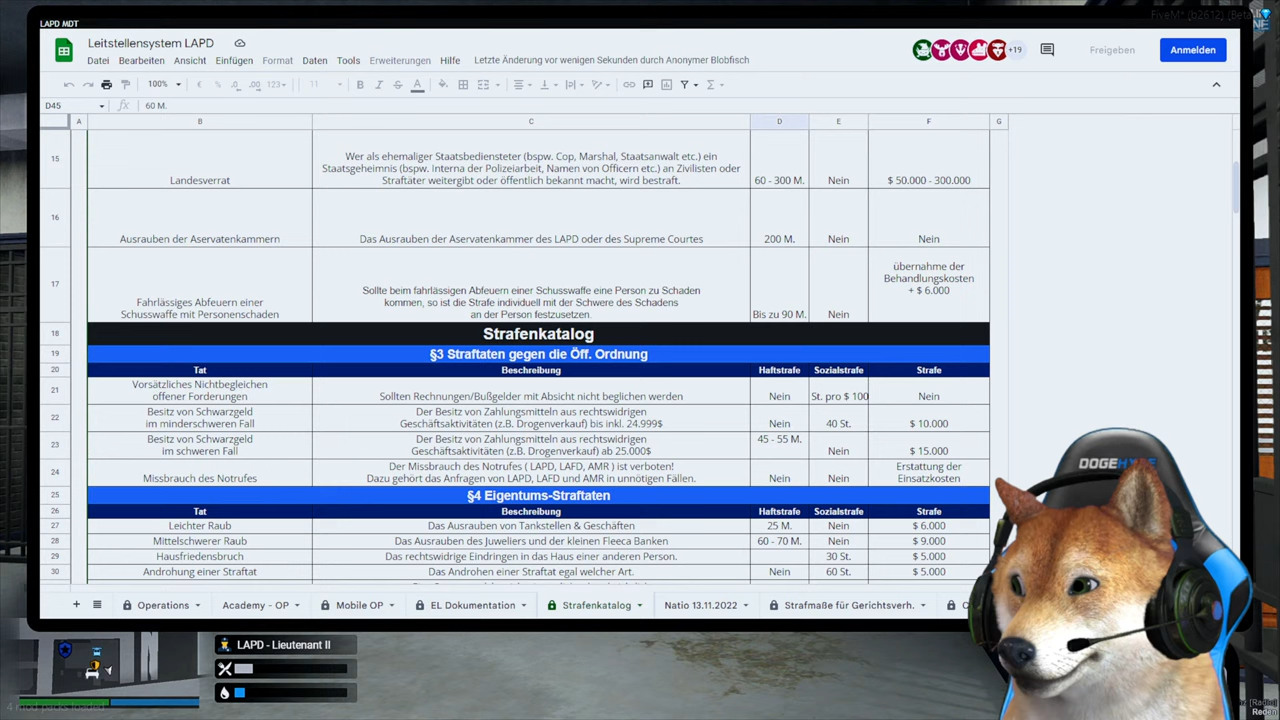 LAPD MDT
FiveM* (b2612) (Beta
Leitstellensystem LAPD
+19
Freigeben
Anmelden
Datei Bearbeiten Ansicht Einfügen Format Daten Tools Erweiterungen Hilfe Letzte Änderung vor wenigen Sekunden durch Anonymer Blobfisch
100% € % .0 .00 123 11 B I S A
D45 fx 60 M.
A B C D E F G
15
Landesverrat
Wer als ehemaliger Staatsbediensteter (bspw. Cop, Marshal, Staatsanwalt etc.) ein
Staatsgeheimnis (bspw. Interna der Polizeiarbeit, Namen von Officern etc.) an Zivilisten oder
Straftäter weitergibt oder öffentlich bekannt macht, wird bestraft.
60 - 300 M. Nein $ 50.000 - 300.000
16
Ausrauben der Aservatenkammern Das Ausrauben der Aservatenkammer des LAPD oder des Supreme Courtes 200 M. Nein Nein
17
Fahrlässiges Abfeuern einer
Schusswaffe mit Personenschaden
Sollte beim fahrlässigen Abfeuern einer Schusswaffe eine Person zu Schaden
kommen, so ist die Strafe individuell mit der Schwere des Schadens
an der Person festzusetzen.
Bis zu 90 M. Nein
übernahme der
Behandlungskosten
+ $ 6.000
18 Strafenkatalog
19 §3 Straftaten gegen die Öff. Ordnung
20 Tat Beschreibung Haftstrafe Sozialstrafe Strafe
21
Vorsätzliches Nichtbegleichen
offener Forderungen
Sollten Rechnungen/Bußgelder mit Absicht nicht beglichen werden Nein St. pro $ 100 Nein
22
Besitz von Schwarzgeld
im minderschweren Fall
Der Besitz von Zahlungsmitteln aus rechtswidrigen
Geschäftsaktivitäten (z.B. Drogenverkauf) bis inkl. 24.999$
Nein 40 St. $ 10.000
23
Besitz von Schwarzgeld
im schweren Fall
Der Besitz von Zahlungsmitteln aus rechtswidrigen
Geschäftsaktivitäten (z.B. Drogenverkauf) ab 25.000$
45 - 55 M. Nein $ 15.000
24
Missbrauch des Notrufes
Der Missbrauch des Notrufes ( LAPD, LAFD, AMR ) ist verboten!
Dazu gehört das Anfragen von LAPD, LAFD und AMR in unnötigen Fällen.
Nein Nein
Erstattung der
Einsatzkosten
25 §4 Eigentums-Straftaten
26 Tat Beschreibung Haftstrafe Sozialstrafe Strafe
27 Leichter Raub Das Ausrauben von Tankstellen & Geschäften 25 M. Nein $ 6.000
28 Mittelschwerer Raub Das Ausrauben des Juweliers und der kleinen Fleeca Banken 60 - 70 M. Nein $ 9.000
29 Hausfriedensbruch Das rechtswidrige Eindringen in das Haus einer anderen Person. 30 St. $ 5.000
30 Androhung einer Straftat Das Androhen einer Straftat egal welcher Art. Nein 60 St. $ 5.000
Operations Academy - OP Mobile OP EL Dokumentation Strafenkatalog Natio 13.11.2022 Strafmaße für Gerichtsverh.
LAPD - Lieutenant II
DOGE
4 mod packs loaded
Reden